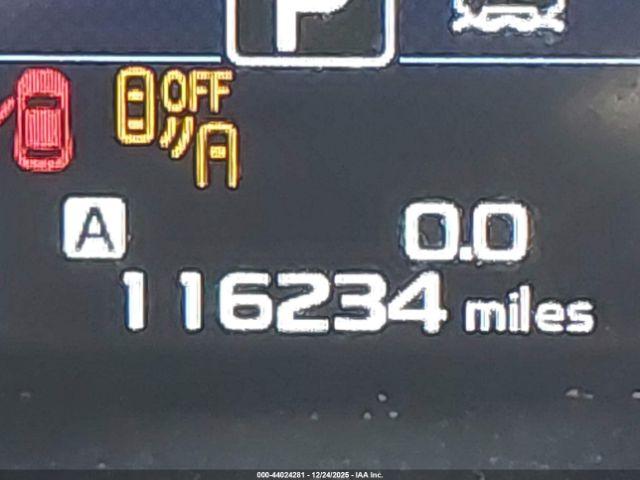 P
OFF
A 0.0
116234 miles
000-44024281 - 12/24/2025 - IAA Inc.